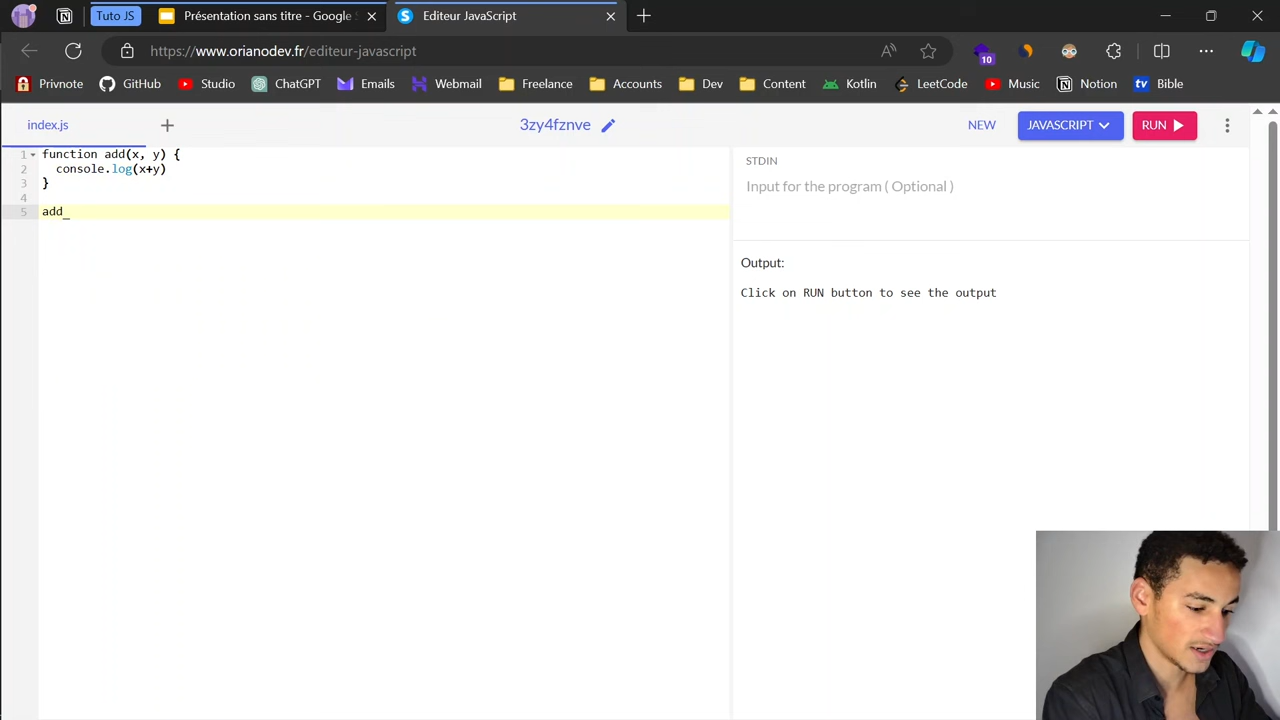 Tuto JS
Présentation sans titre - Google S
Editeur JavaScript
https://www.orianodev.fr/editeur-javascript
10
Privnote
GitHub
Studio
ChatGPT
Emails
Webmail
Freelance
Accounts
Dev
Content
Kotlin
LeetCode
Music
Notion
tv Bible
index.js
3zy4fznve
NEW
JAVASCRIPT
RUN
1 function add(x, y) {
2 console.log(x+y)
3 }
4
5 add_
STDIN
Input for the program ( Optional )
Output:
Click on RUN button to see the output